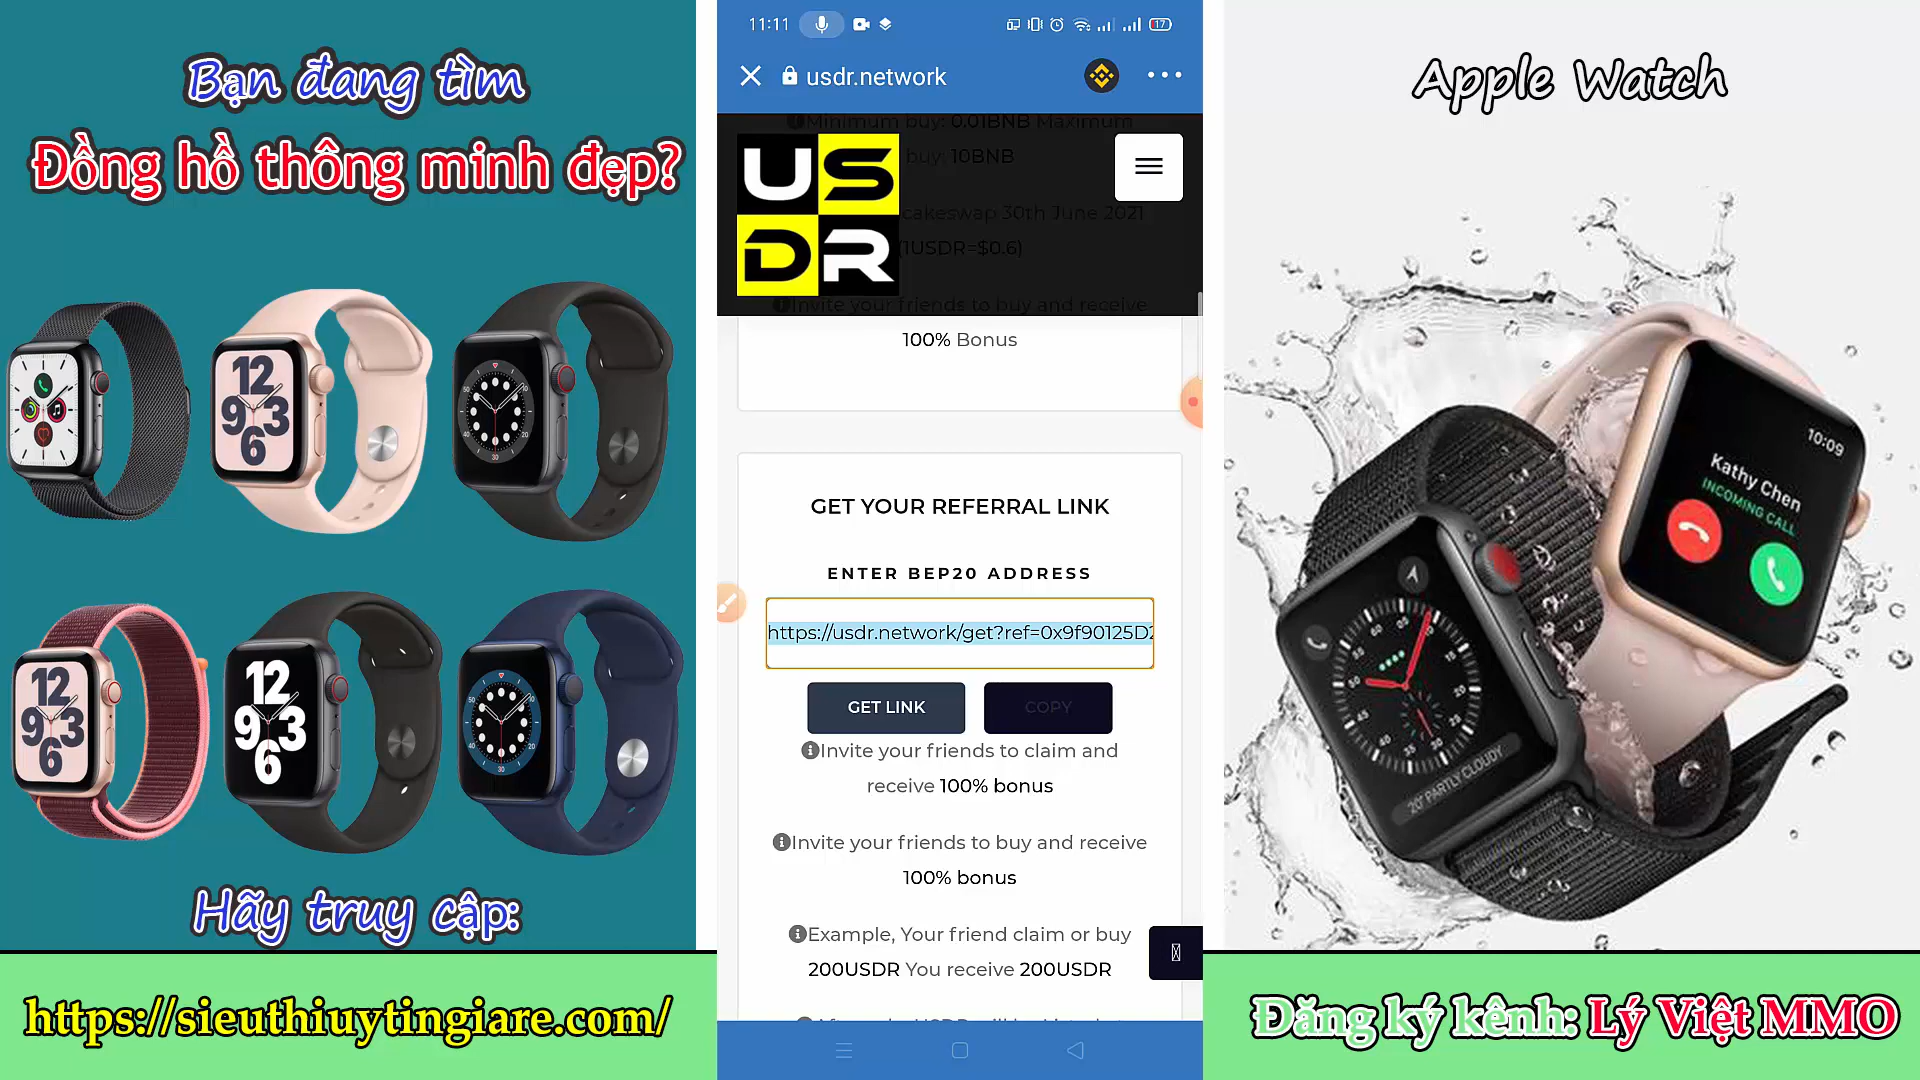 Bạn đang tìm
Đồng hồ thông minh đẹp?
Hãy truy cập:
https://sieuthiuytingiare.com/
11:11
17
usdr.network
Minimum buy: 0.01BNB Maximum
buy: 10BNB
cakeswap 30th June 2021
(1USDR=$0.6)
Invite your friends to buy and receive
100% Bonus
US
DR
GET YOUR REFERRAL LINK
ENTER BEP20 ADDRESS
https://usdr.network/get?ref=0x9f90125D2
GET LINK
COPY
Invite your friends to claim and
receive 100% bonus
Invite your friends to buy and receive
100% bonus
Example, Your friend claim or buy
200USDR You receive 200USDR
Apple Watch
10:09
Kathy Chen
INCOMING CALL
20° PARTLY CLOUDY
Đăng ký kênh: Lý Việt MMO